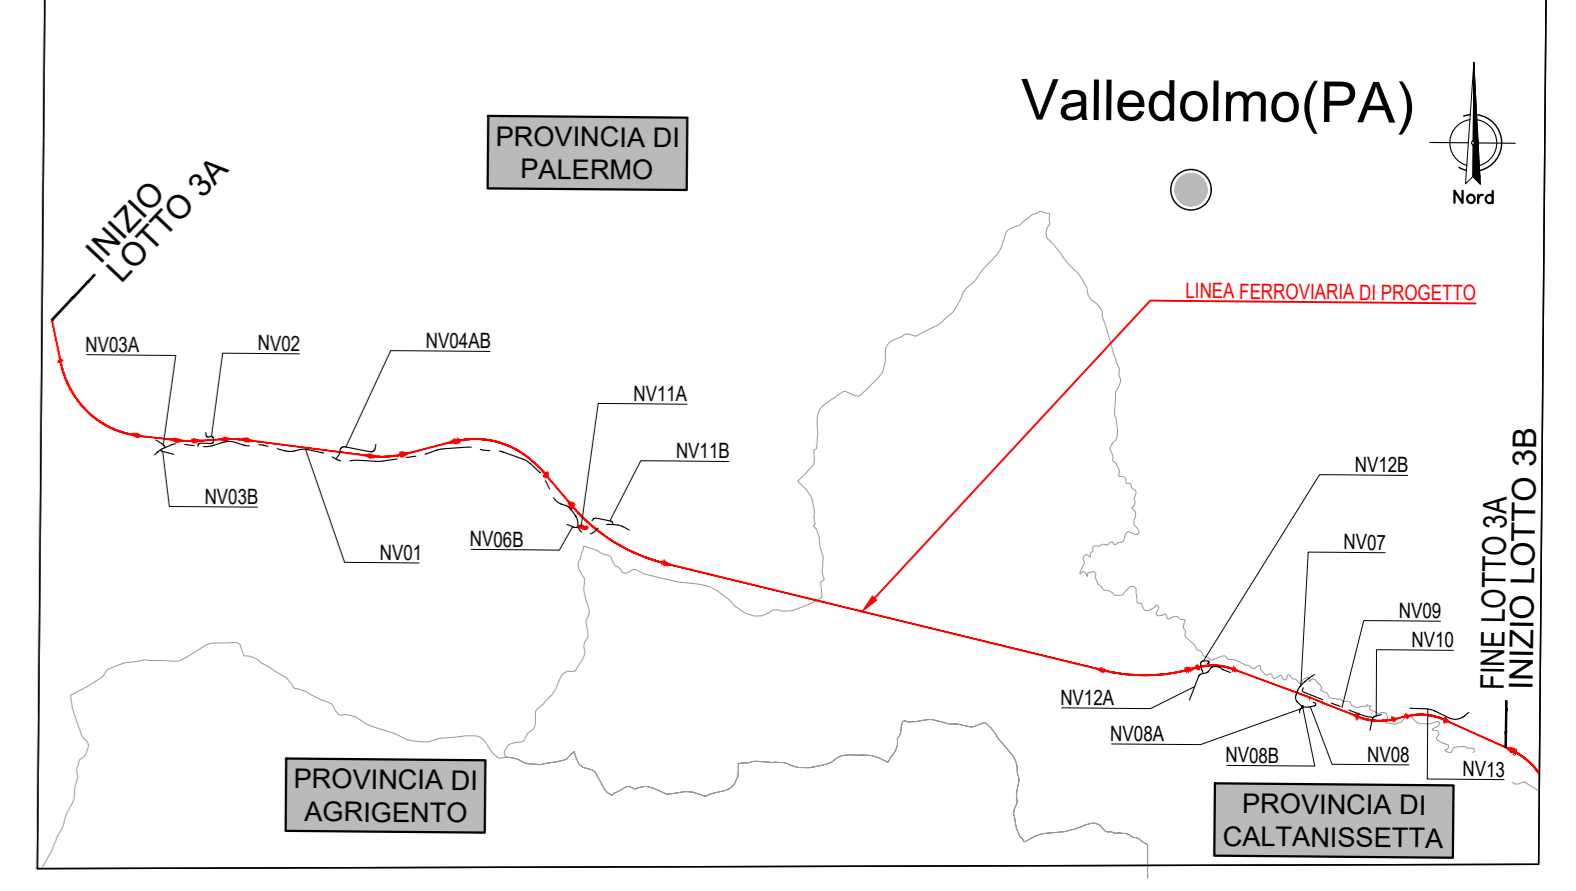 Valledolmo(PA)
PROVINCIA DI
PALERMO
Nord
INIZIO
LOTTO 3A
LINEA FERROVIARIA DI PROGETTO
NV03A
NV02
NV04AB
NV11A
NV11B
NV03B
NV01
NV06B
NV12B
NV07
NV09
NV10
NV12A
NV08A
NV08B
NV08
NV13
FINE LOTTO 3A
INIZIO LOTTO 3B
PROVINCIA DI
AGRIGENTO
PROVINCIA DI
CALTANISSETTA